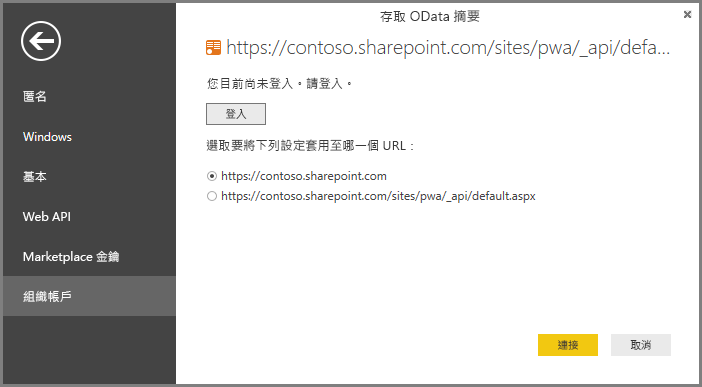 存取 OData 摘要
https://contoso.sharepoint.com/sites/pwa/_api/defa...
您目前尚未登入。請登入。
登入
選取要將下列設定套用至哪一個 URL：
https://contoso.sharepoint.com
https://contoso.sharepoint.com/sites/pwa/_api/default.aspx
匿名
Windows
基本
Web API
Marketplace 金鑰
組織帳戶
連接
取消